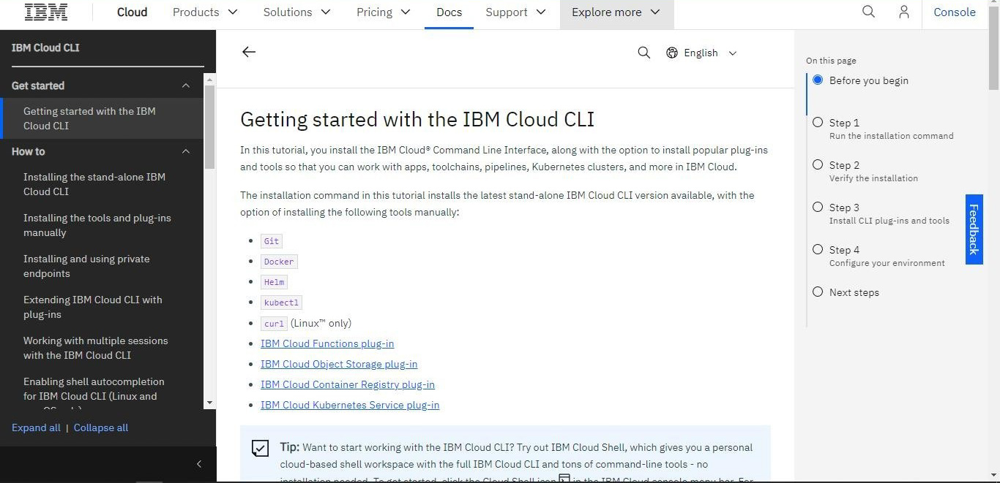 IBM
Cloud
Products
Solutions
Pricing
Docs
Support
Explore more
Console
IBM Cloud CLI
Get started
Getting started with the IBM
Cloud CLI
How to
Installing the stand-alone IBM
Cloud CLI
Installing the tools and plug-ins
manually
Installing and using private
endpoints
Extending IBM Cloud CLI with
plug-ins
Working with multiple sessions
with the IBM Cloud CLI
Enabling shell autocompletion
for IBM Cloud CLI (Linux and
Expand all | Collapse all
English
Getting started with the IBM Cloud CLI
In this tutorial, you install the IBM Cloud® Command Line Interface, along with the option to install popular plug-ins
and tools so that you can work with apps, toolchains, pipelines, Kubernetes clusters, and more in IBM Cloud.
The installation command in this tutorial installs the latest stand-alone IBM Cloud CLI version available, with the
option of installing the following tools manually:
Git
Docker
Helm
kubectl
curl (Linux™ only)
IBM Cloud Functions plug-in
IBM Cloud Object Storage plug-in
IBM Cloud Container Registry plug-in
IBM Cloud Kubernetes Service plug-in
Tip: Want to start working with the IBM Cloud CLI? Try out IBM Cloud Shell, which gives you a personal
cloud-based shell workspace with the full IBM Cloud CLI and tons of command-line tools - no
installation needed. To get started, click the Cloud Shell icon in the IBM Cloud console menu bar. For
On this page
Before you begin
Step 1
Run the installation command
Step 2
Verify the installation
Step 3
Install CLI plug-ins and tools
Step 4
Configure your environment
Next steps
Feedback